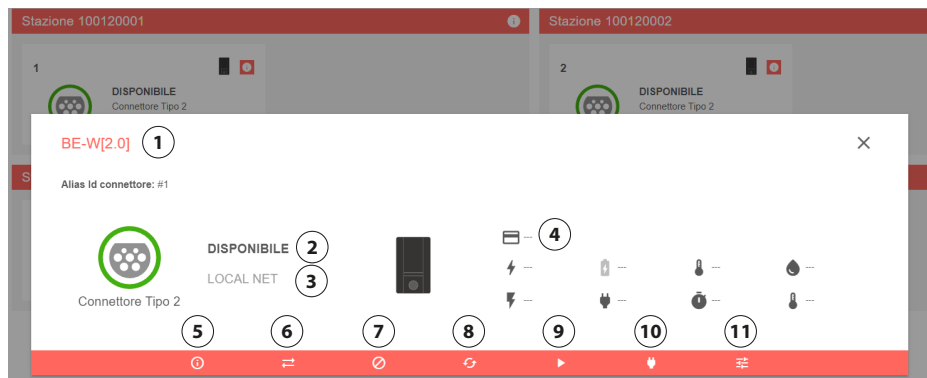 Stazione 100120001
Stazione 100120002
1
2
DISPONIBILE
Connettore Tipo 2
DISPONIBILE
Connettore Tipo 2
BE-W[2.0]
1
S
Alias Id connettore: #1
4
---
DISPONIBILE
2
LOCAL NET
3
---
---
---
---
Connettore Tipo 2
---
---
---
---
5
6
7
8
9
10
11